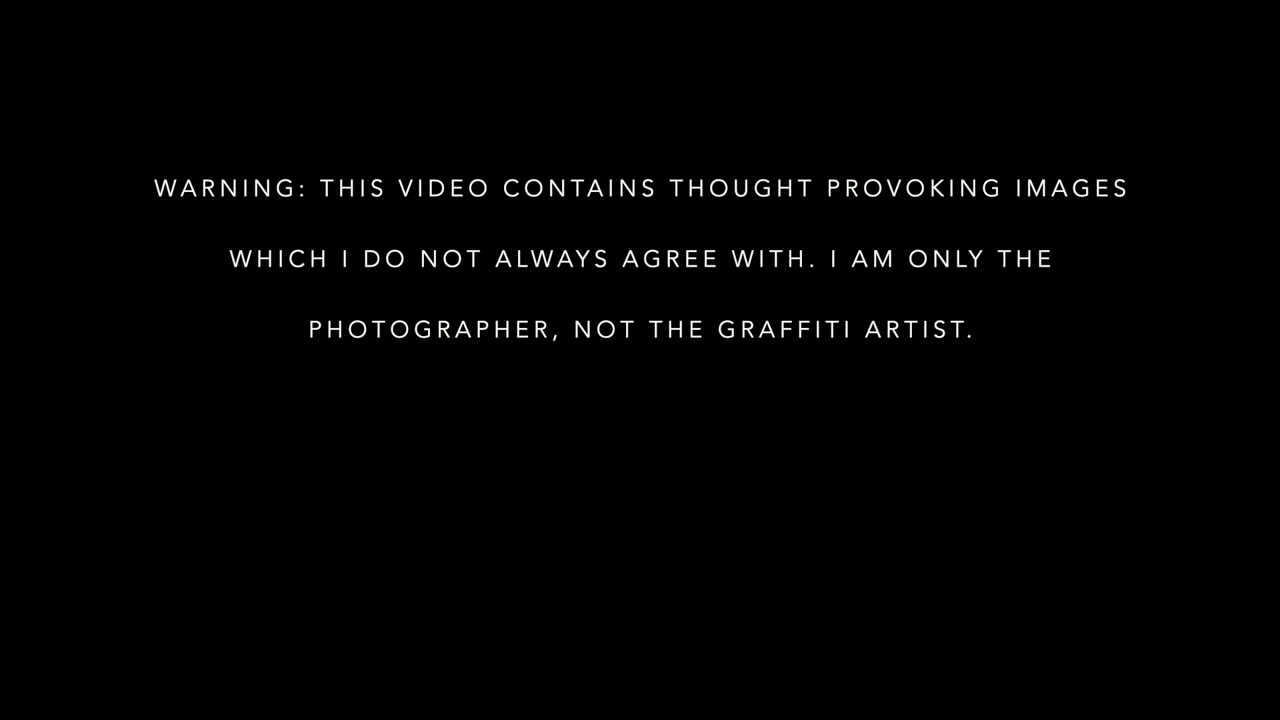 WARNING: THIS VIDEO CONTAINS THOUGHT PROVOKING IMAGES
WHICH I DO NOT ALWAYS AGREE WITH. I AM ONLY THE
PHOTOGRAPHER, NOT THE GRAFFITI ARTIST.